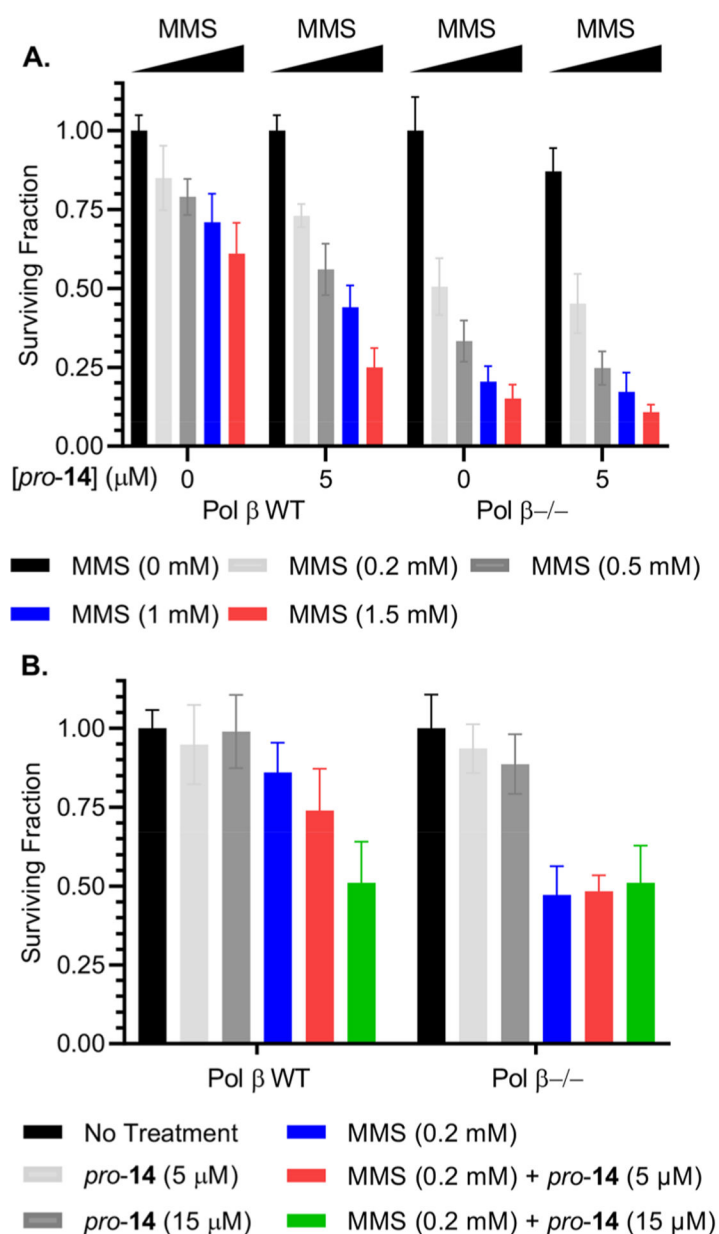 MMS MMS MMS MMS
A.
1.00
0.75
0.50
0.25
0.00
Surviving Fraction
[pro-14] (μM) 0 5 0 5
Pol β WT Pol β−/−
MMS (0 mM) MMS (0.2 mM) MMS (0.5 mM)
MMS (1 mM) MMS (1.5 mM)
B.
1.00
0.75
0.50
0.25
0.00
Surviving Fraction
Pol β WT Pol β−/−
No Treatment MMS (0.2 mM)
pro-14 (5 μM) MMS (0.2 mM) + pro-14 (5 μM)
pro-14 (15 μM) MMS (0.2 mM) + pro-14 (15 μM)